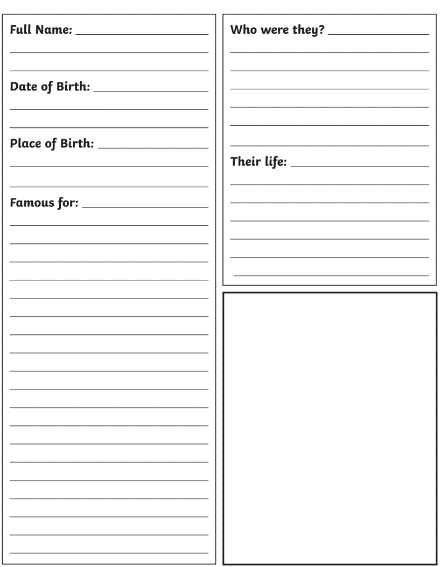 Full Name:
Date of Birth:
Place of Birth:
Famous for:
Who were they?
Their life: